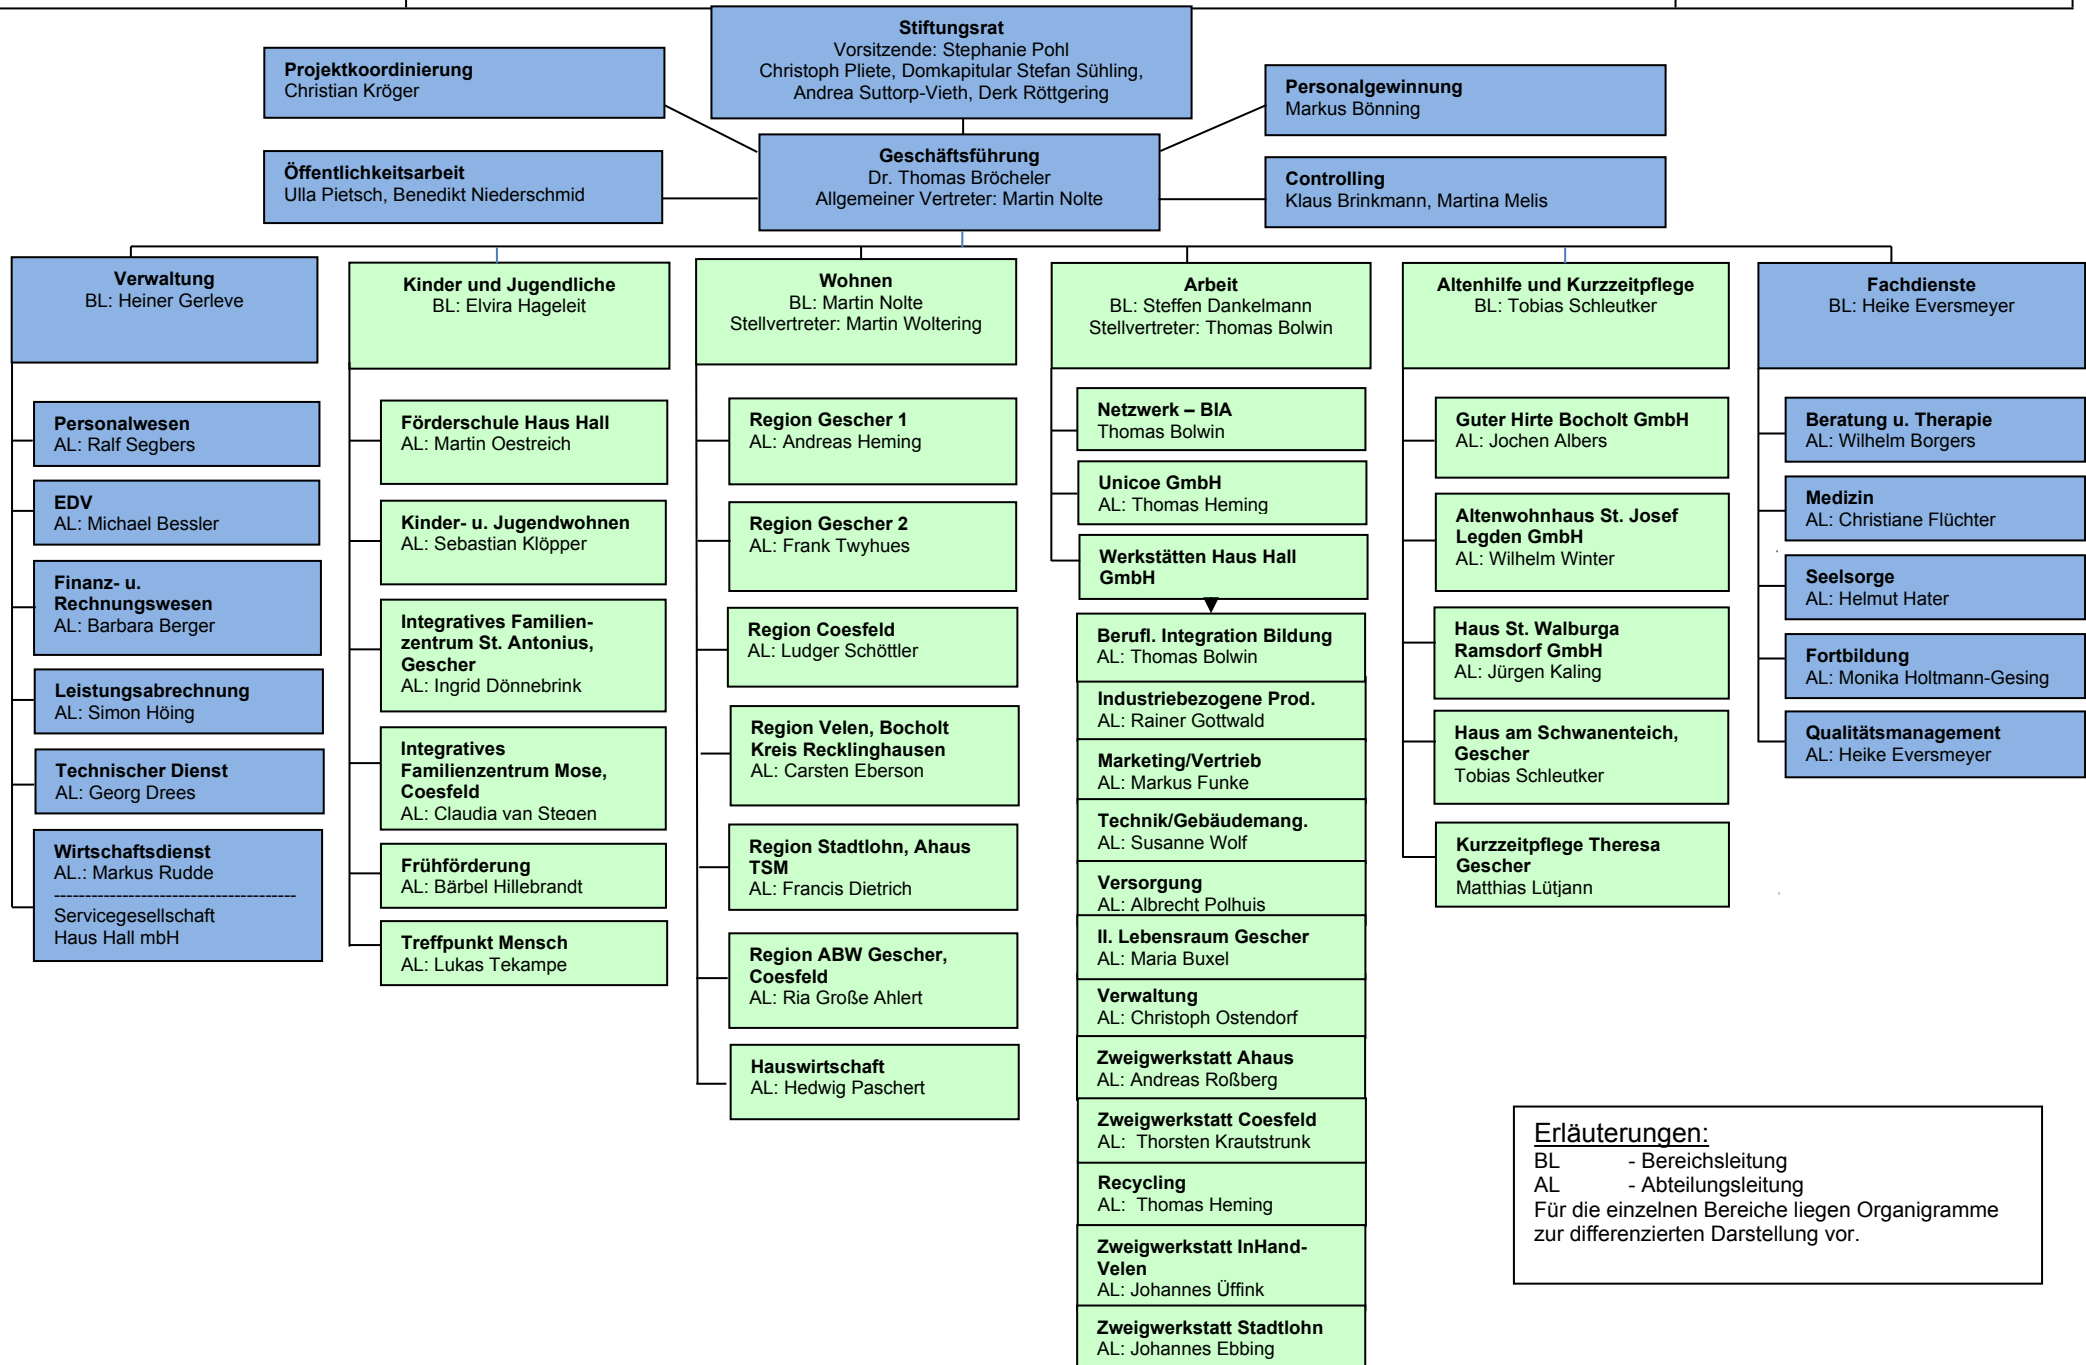 Stiftungsrat
Vorsitzende: Stephanie Pohl
Christoph Pliete, Domkapitular Stefan Sühling,
Andrea Suttorp-Vieth, Derk Röttgering
Projektkoordinierung
Christian Kröger
Personalgewinnung
Markus Bönning
Geschäftsführung
Dr. Thomas Bröcheler
Allgemeiner Vertreter: Martin Nolte
Öffentlichkeitsarbeit
Ulla Pietsch, Benedikt Niederschmid
Controlling
Klaus Brinkmann, Martina Melis
Verwaltung
BL: Heiner Gerleve
Personalwesen
AL: Ralf Segbers
EDV
AL: Michael Bessler
Finanz- u.
Rechnungswesen
AL: Barbara Berger
Leistungsabrechnung
AL: Simon Höing
Technischer Dienst
AL: Georg Drees
Wirtschaftsdienst
AL.: Markus Rudde
---------------------------------------
Servicegesellschaft
Haus Hall mbH
Kinder und Jugendliche
BL: Elvira Hageleit
Förderschule Haus Hall
AL: Martin Oestreich
Kinder- u. Jugendwohnen
AL: Sebastian Klöpper
Integratives Familien-
zentrum St. Antonius,
Gescher
AL: Ingrid Dönnebrink
Integratives
Familienzentrum Mose,
Coesfeld
AL: Claudia van Stegen
Frühförderung
AL: Bärbel Hillebrandt
Treffpunkt Mensch
AL: Lukas Tekampe
Wohnen
BL: Martin Nolte
Stellvertreter: Martin Woltering
Region Gescher 1
AL: Andreas Heming
Region Gescher 2
AL: Frank Twyhues
Region Coesfeld
AL: Ludger Schöttler
Region Velen, Bocholt
Kreis Recklinghausen
AL: Carsten Eberson
Region Stadtlohn, Ahaus
TSM
AL: Francis Dietrich
Region ABW Gescher,
Coesfeld
AL: Ria Große Ahlert
Hauswirtschaft
AL: Hedwig Paschert
Arbeit
BL: Steffen Dankelmann
Stellvertreter: Thomas Bolwin
Netzwerk – BIA
Thomas Bolwin
Unicoe GmbH
AL: Thomas Heming
Werkstätten Haus Hall
GmbH
Berufl. Integration Bildung
AL: Thomas Bolwin
Industriebezogene Prod.
AL: Rainer Gottwald
Marketing/Vertrieb
AL: Markus Funke
Technik/Gebäudemang.
AL: Susanne Wolf
Versorgung
AL: Albrecht Polhuis
II. Lebensraum Gescher
AL: Maria Buxel
Verwaltung
AL: Christoph Ostendorf
Zweigwerkstatt Ahaus
AL: Andreas Roßberg
Zweigwerkstatt Coesfeld
AL: Thorsten Krautstrunk
Recycling
AL: Thomas Heming
Zweigwerkstatt InHand-
Velen
AL: Johannes Üffink
Zweigwerkstatt Stadtlohn
AL: Johannes Ebbing
Altenhilfe und Kurzzeitpflege
BL: Tobias Schleutker
Guter Hirte Bocholt GmbH
AL: Jochen Albers
Altenwohnhaus St. Josef
Legden GmbH
AL: Wilhelm Winter
Haus St. Walburga
Ramsdorf GmbH
AL: Jürgen Kaling
Haus am Schwanenteich,
Gescher
Tobias Schleutker
Kurzzeitpflege Theresa
Gescher
Matthias Lütjann
Fachdienste
BL: Heike Eversmeyer
Beratung u. Therapie
AL: Wilhelm Borgers
Medizin
AL: Christiane Flüchter
Seelsorge
AL: Helmut Hater
Fortbildung
AL: Monika Holtmann-Gesing
Qualitätsmanagement
AL: Heike Eversmeyer
Erläuterungen:
BL - Bereichsleitung
AL - Abteilungsleitung
Für die einzelnen Bereiche liegen Organigramme
zur differenzierten Darstellung vor.